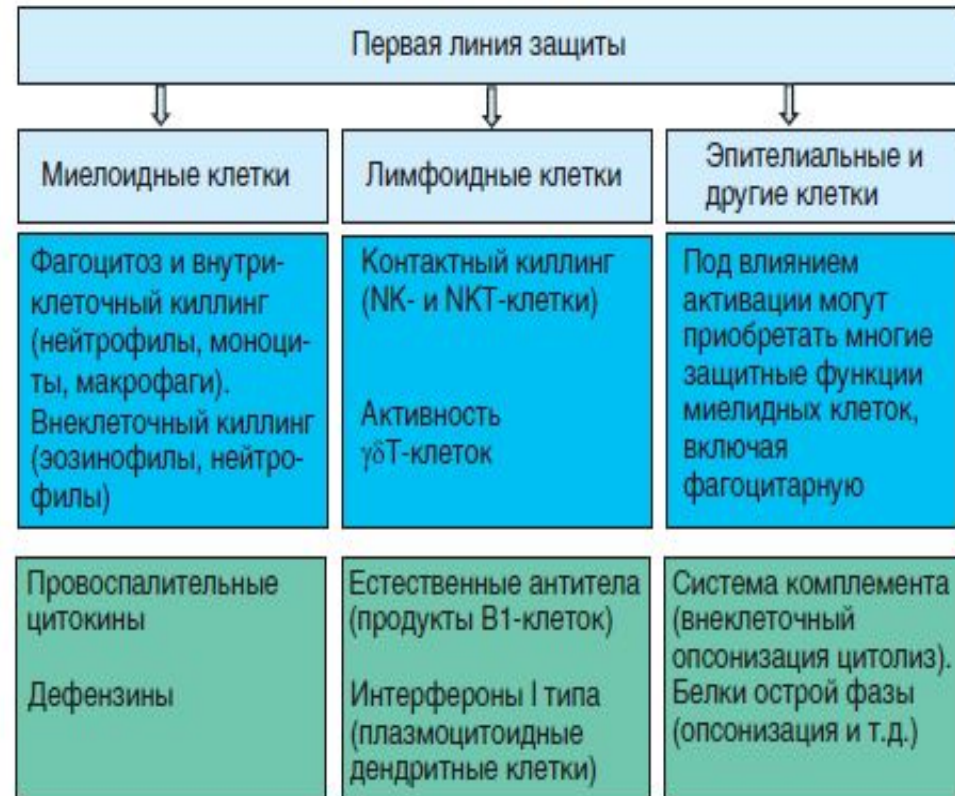 Первая линия защиты
Миелоидные клетки
Лимфоидные клетки
Эпителиальные и
другие клетки
Фагоцитоз и внутри-
клеточный киллинг
(нейтрофилы, моноци-
ты, макрофаги).
Внеклеточный киллинг
(эозинофилы, нейтро-
филы)
Контактный киллинг
(NK- и NKT-клетки)
Активность
γδТ-клеток
Под влиянием
активации могут
приобретать многие
защитные функции
миелидных клеток,
включая
фагоцитарную
Провоспалительные
цитокины
Дефензины
Естественные антитела
(продукты В1-клеток)
Интерфероны I типа
(плазмоцитоидные
дендритные клетки)
Система комплемента
(внеклеточный
опсонизация цитолиз).
Белки острой фазы
(опсонизация и т.д.)